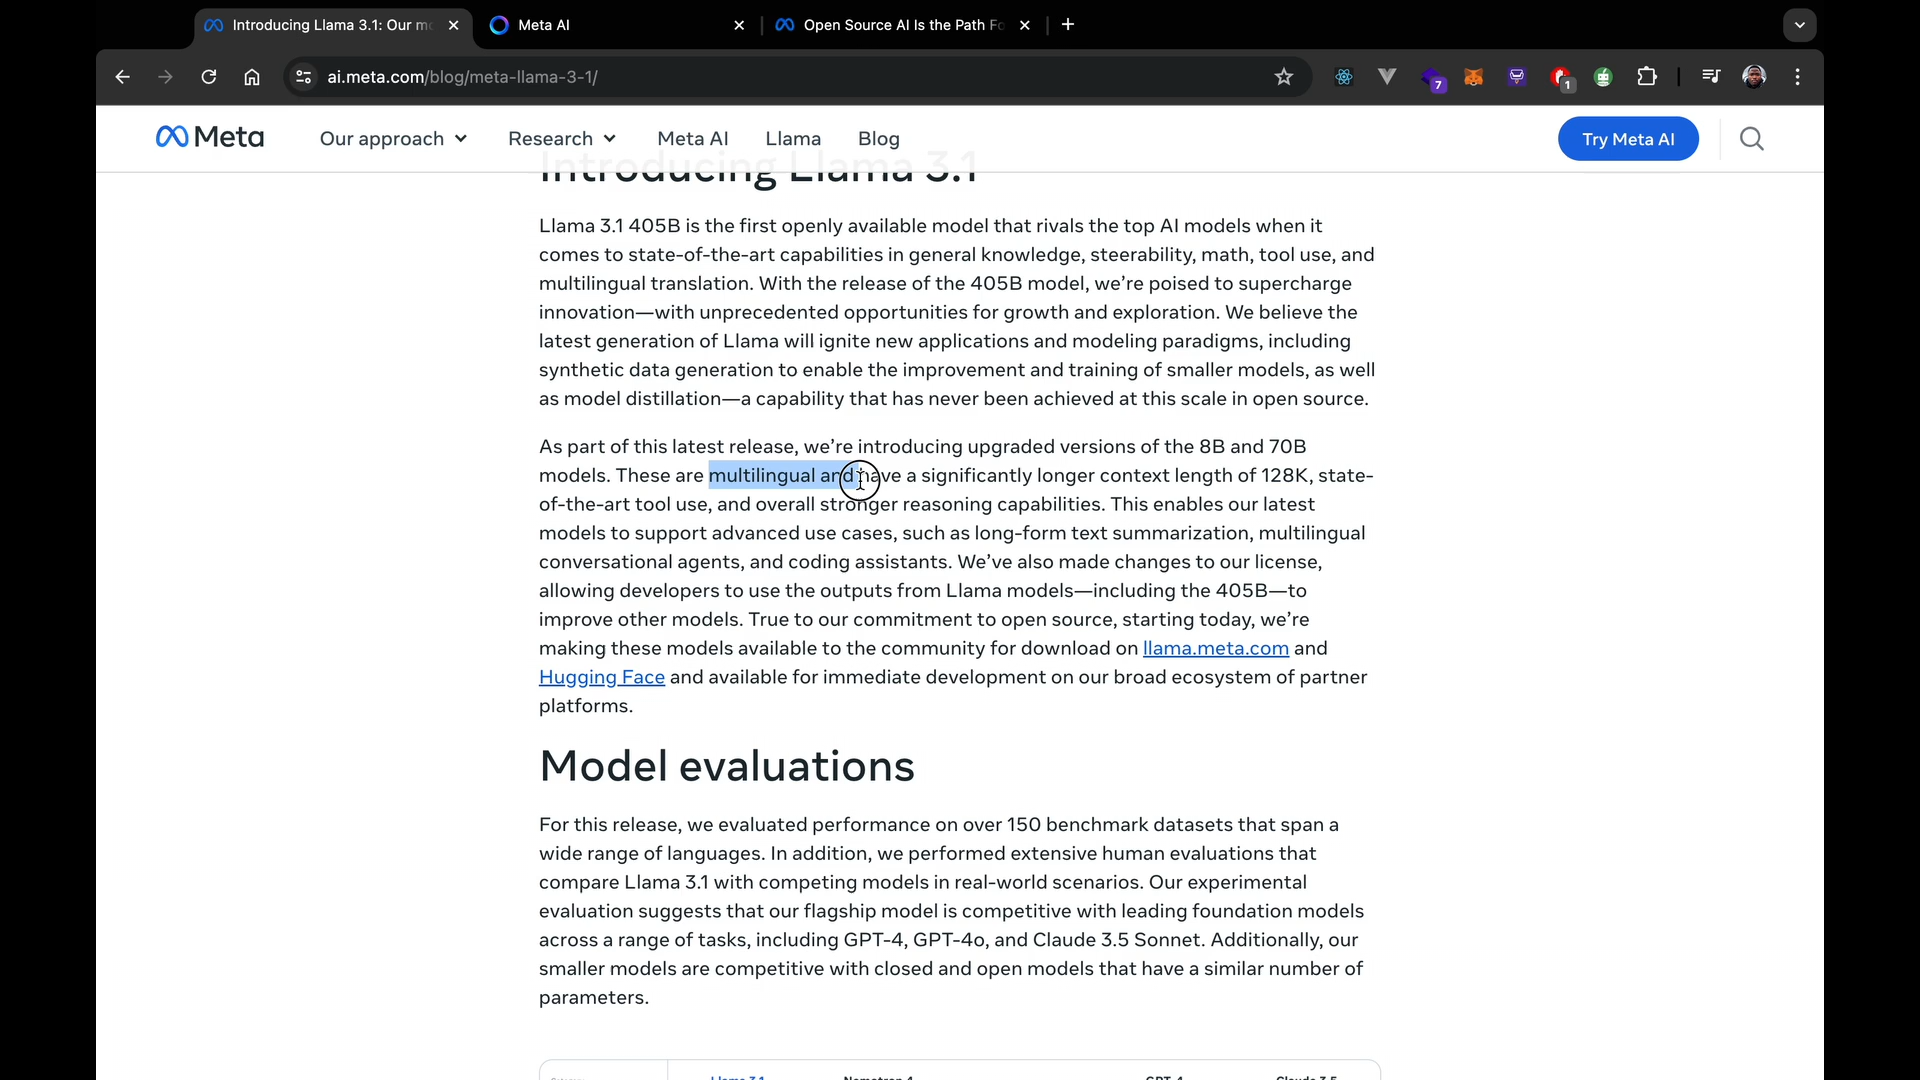 Introducing Llama 3.1: Our m
Meta AI
Open Source AI Is the Path Fo
ai.meta.com/blog/meta-llama-3-1/
7
1
Meta
Our approach
Research
Meta AI
Llama
Blog
Try Meta AI
Introducing Llama 3.1
Llama 3.1 405B is the first openly available model that rivals the top AI models when it
comes to state-of-the-art capabilities in general knowledge, steerability, math, tool use, and
multilingual translation. With the release of the 405B model, we’re poised to supercharge
innovation—with unprecedented opportunities for growth and exploration. We believe the
latest generation of Llama will ignite new applications and modeling paradigms, including
synthetic data generation to enable the improvement and training of smaller models, as well
as model distillation—a capability that has never been achieved at this scale in open source.
As part of this latest release, we’re introducing upgraded versions of the 8B and 70B
models. These are multilingual and have a significantly longer context length of 128K, state-
of-the-art tool use, and overall stronger reasoning capabilities. This enables our latest
models to support advanced use cases, such as long-form text summarization, multilingual
conversational agents, and coding assistants. We’ve also made changes to our license,
allowing developers to use the outputs from Llama models—including the 405B—to
improve other models. True to our commitment to open source, starting today, we’re
making these models available to the community for download on llama.meta.com and
Hugging Face and available for immediate development on our broad ecosystem of partner
platforms.
Model evaluations
For this release, we evaluated performance on over 150 benchmark datasets that span a
wide range of languages. In addition, we performed extensive human evaluations that
compare Llama 3.1 with competing models in real-world scenarios. Our experimental
evaluation suggests that our flagship model is competitive with leading foundation models
across a range of tasks, including GPT-4, GPT-4o, and Claude 3.5 Sonnet. Additionally, our
smaller models are competitive with closed and open models that have a similar number of
parameters.
Llama 3.1 Nemotron 4 GPT-4 Claude 3.5